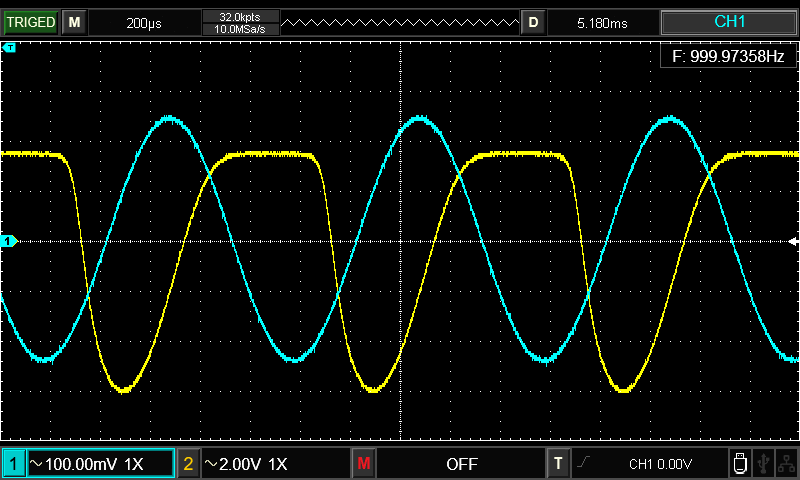 TRIGED M 200μs 32.0kpts D 5.180ms CH1
10.0MSa/s
T
F: 999.97358Hz
1
1 ~100.00mV 1X 2 ~2.00V 1X M OFF T CH1 0.00V